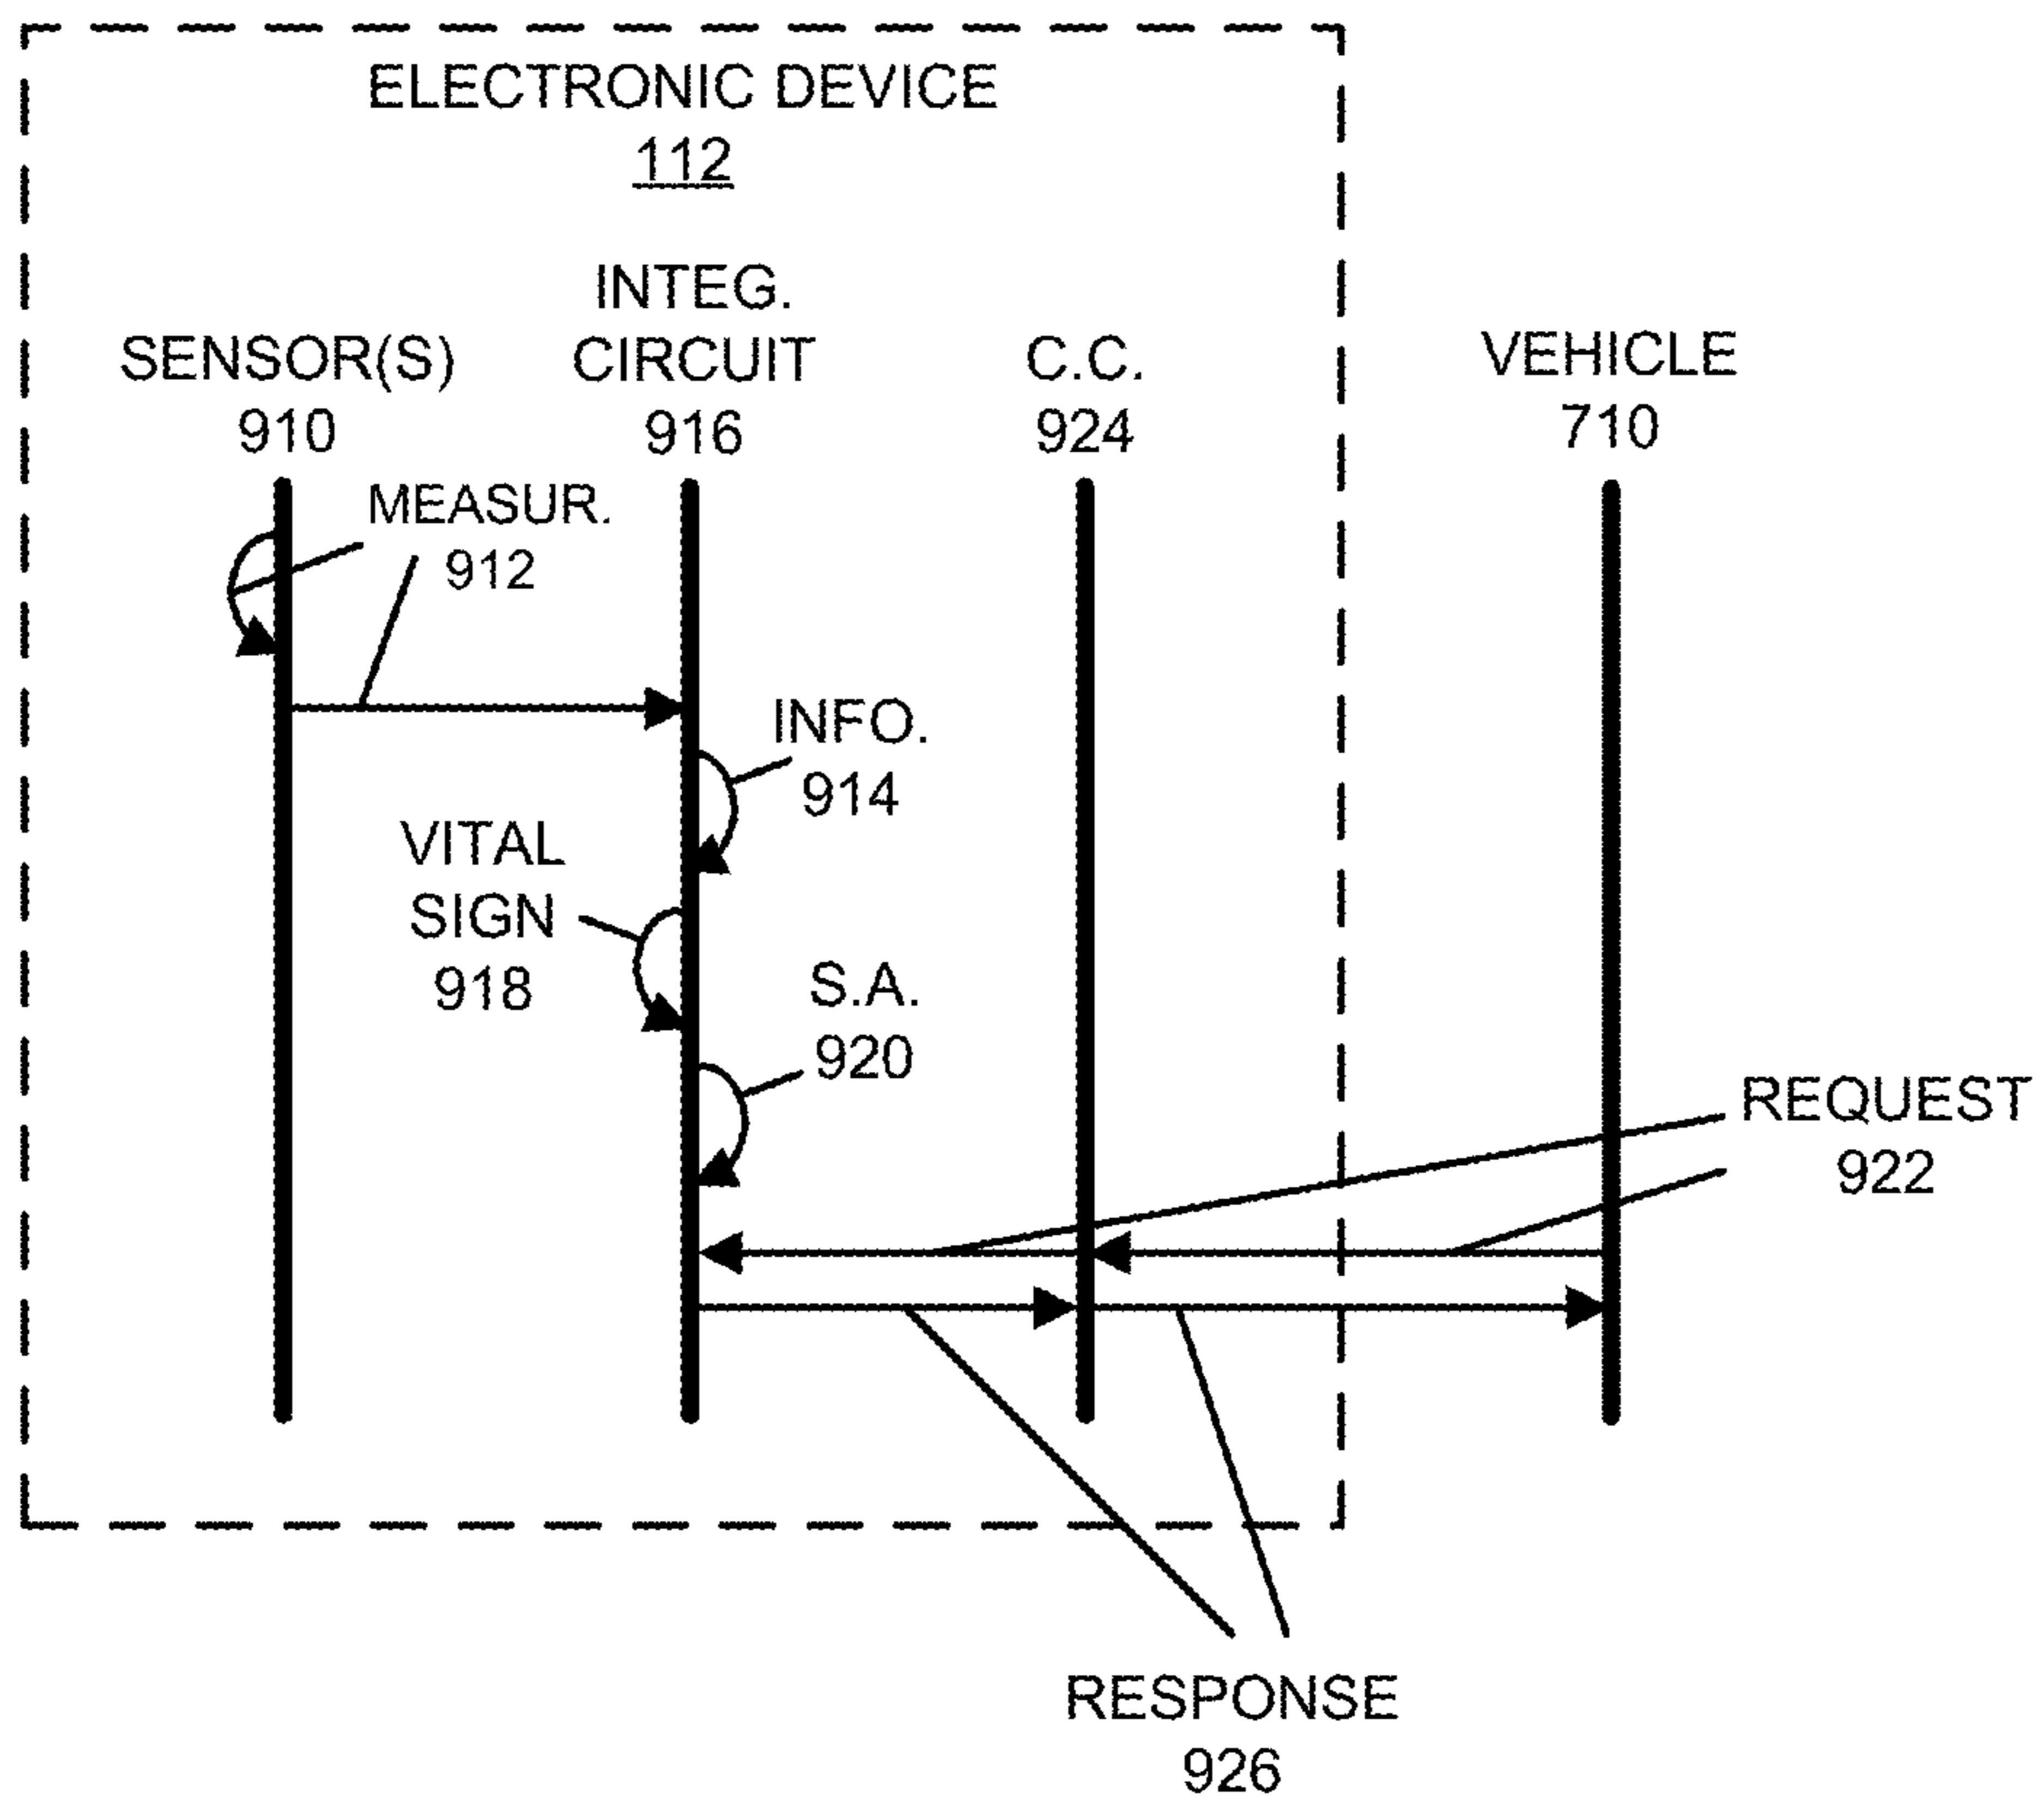 ELECTRONIC DEVICE
112
SENSOR(S)
910
INTEG.
CIRCUIT
916
C.C.
924
VEHICLE
710
MEASUR.
912
INFO.
914
VITAL
SIGN
918
S.A.
920
REQUEST
922
RESPONSE
926